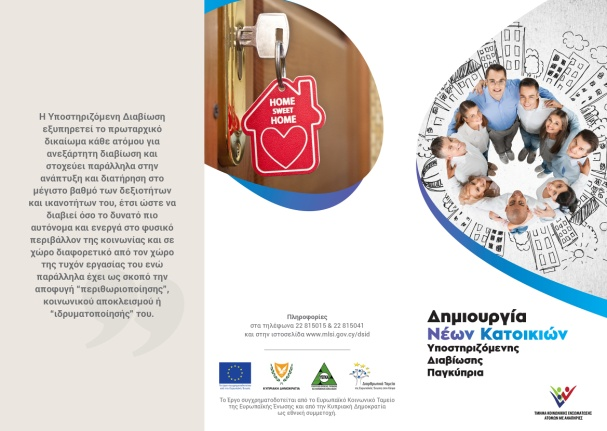 Η Υποστηριζόμενη Διαβίωση
εξυπηρετεί το πρωταρχικό
δικαίωμα κάθε ατόμου για
ανεξάρτητη διαβίωση και
στοχεύει παράλληλα στην
ανάπτυξη και διατήρηση στο
μέγιστο βαθμό των δεξιοτήτων
και ικανοτήτων του, έτσι ώστε να
διαβιεί όσο το δυνατό πιο
αυτόνομα και ενεργά στο φυσικό
περιβάλλον της κοινωνίας και σε
χώρο διαφορετικό από τον χώρο
της τυχόν εργασίας του ενώ
παράλληλα έχει ως σκοπό την
αποφυγή "περιθωριοποίησης",
κοινωνικού αποκλεισμού ή
"ιδρυματοποίησής" του.
HOME
SWEET
HOME
Πληροφορίες
στα τηλέφωνα 22 815015 & 22 815041
και στην ιστοσελίδα www.mlsi.gov.cy/dsid
ΚΥΠΡΙΑΚΗ ΔΗΜΟΚΡΑΤΙΑ
Διαρθρωτικά Ταμεία
Το Έργο συγχρηματοδοτείται από το Ευρωπαϊκό Κοινωνικό Ταμείο
της Ευρωπαϊκής Ένωσης και από την Κυπριακή Δημοκρατία
ως εθνική συμμετοχή.
Δημιουργία
Νέων Κατοικιών
Υποστηριζόμενης
Διαβίωσης
Παγκύπρια
ΤΜΗΜΑ ΚΟΙΝΩΝΙΚΗΣ ΕΝΣΩΜΑΤΩΣΗΣ
ΑΤΟΜΩΝ ΜΕ ΑΝΑΠΗΡΙΕΣ